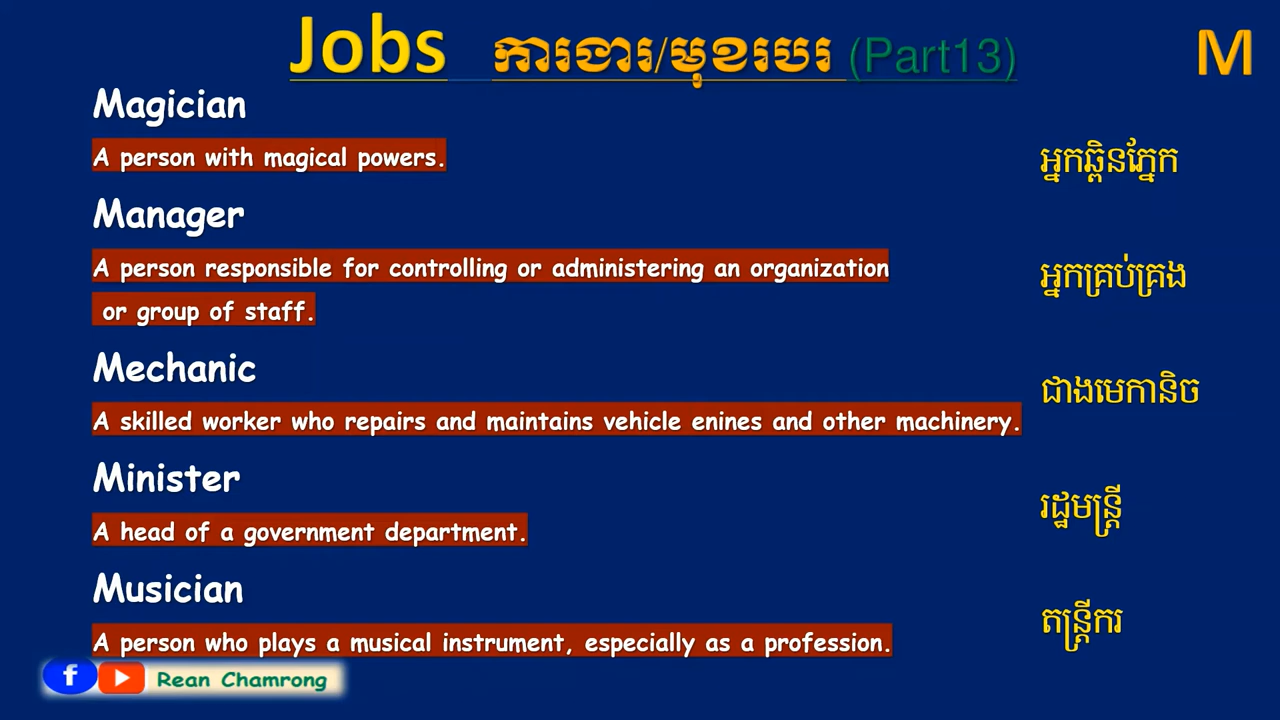 Jobs ការងារ/មុខរបរ (Part13)
M
Magician
A person with magical powers.
អ្នកឆ្ពិនភ្នែក
Manager
A person responsible for controlling or administering an organization
or group of staff.
អ្នកគ្រប់គ្រង
Mechanic
A skilled worker who repairs and maintains vehicle enines and other machinery.
ជាងមេកានិច
Minister
A head of a government department.
រដ្ឋមន្ត្រី
Musician
A person who plays a musical instrument, especially as a profession.
តន្ត្រីករ
f Rean Chamrong